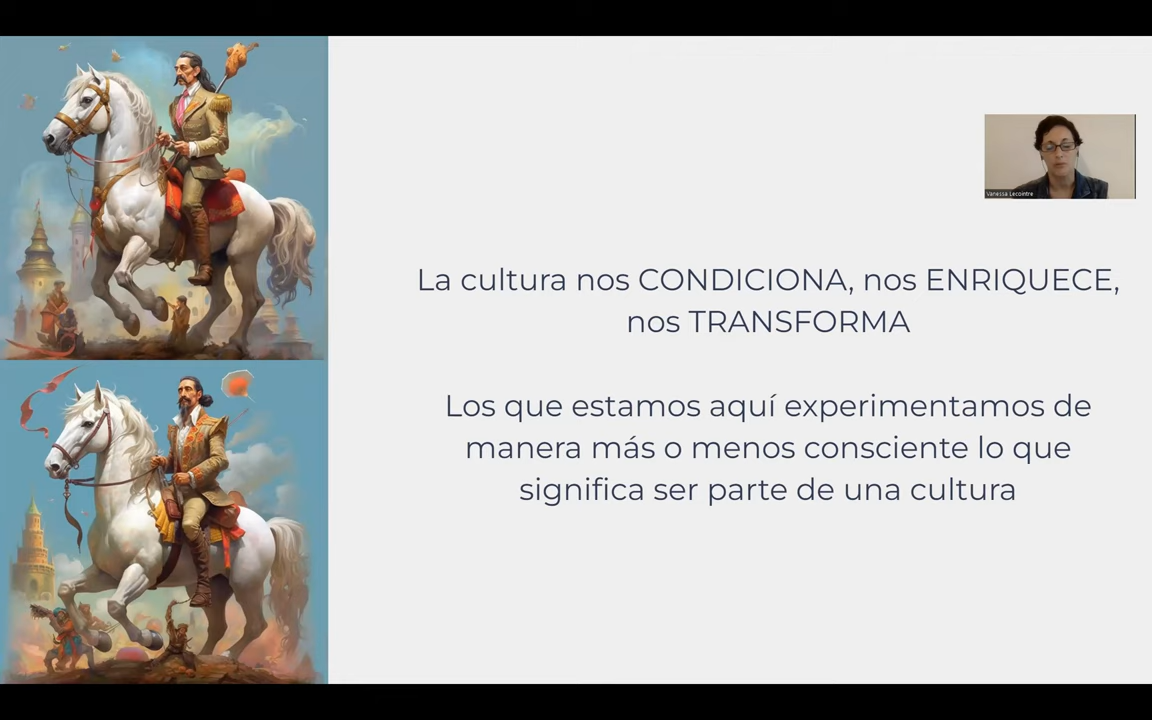 Vanessa Lecointre
La cultura nos CONDICIONA, nos ENRIQUECE,
nos TRANSFORMA
Los que estamos aquí experimentamos de
manera más o menos consciente lo que
significa ser parte de una cultura